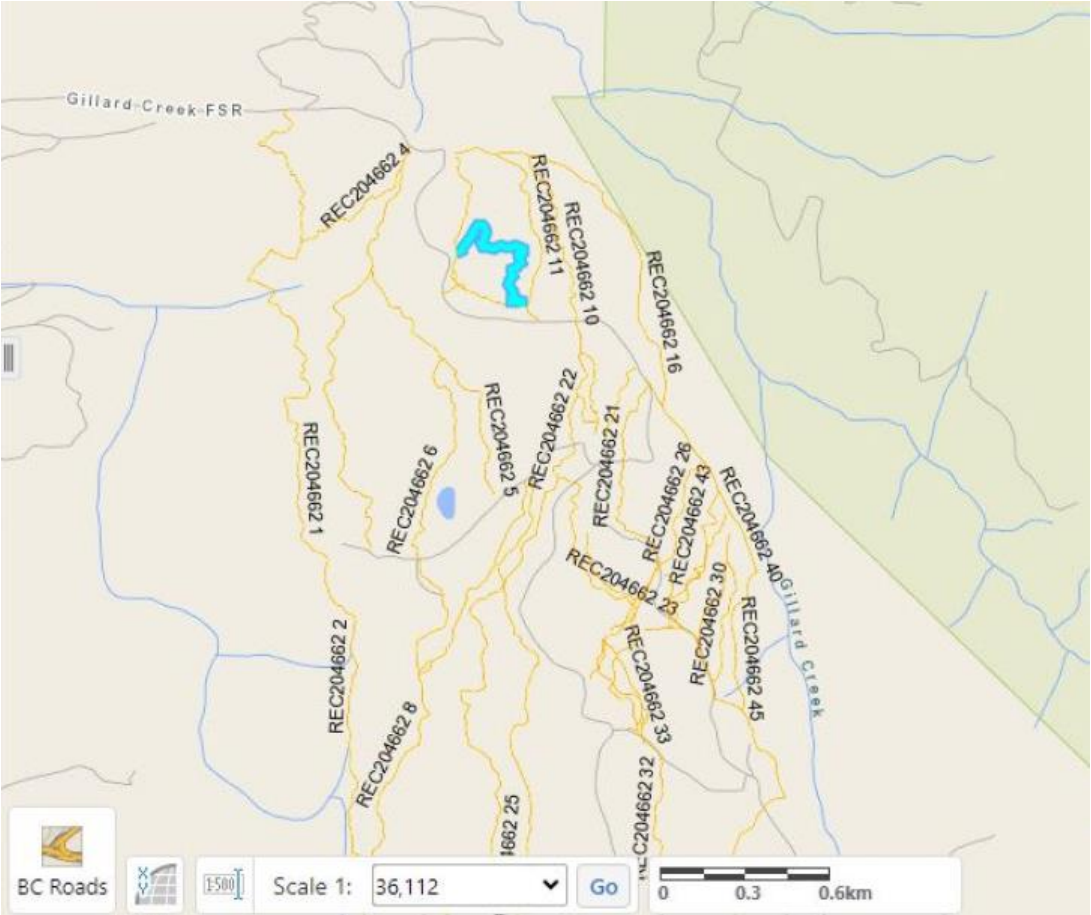 Gillard Creek FSR
REC204662 4
REC204662 11
REC204662 10
REC204662 16
REC204662 22
REC204662 5
REC204662 21
REC204662 6
REC204662 1
REC204662 26
REC204662 43
REC204662 40
REC204662 23
REC204662 30
Gillard Creek
REC204662 2
REC204662 33
REC204662 45
REC204662 8
REC204662 32
662 25
BC Roads
X
Y
1:500
Scale 1:
36,112
Go
0
0.3
0.6km